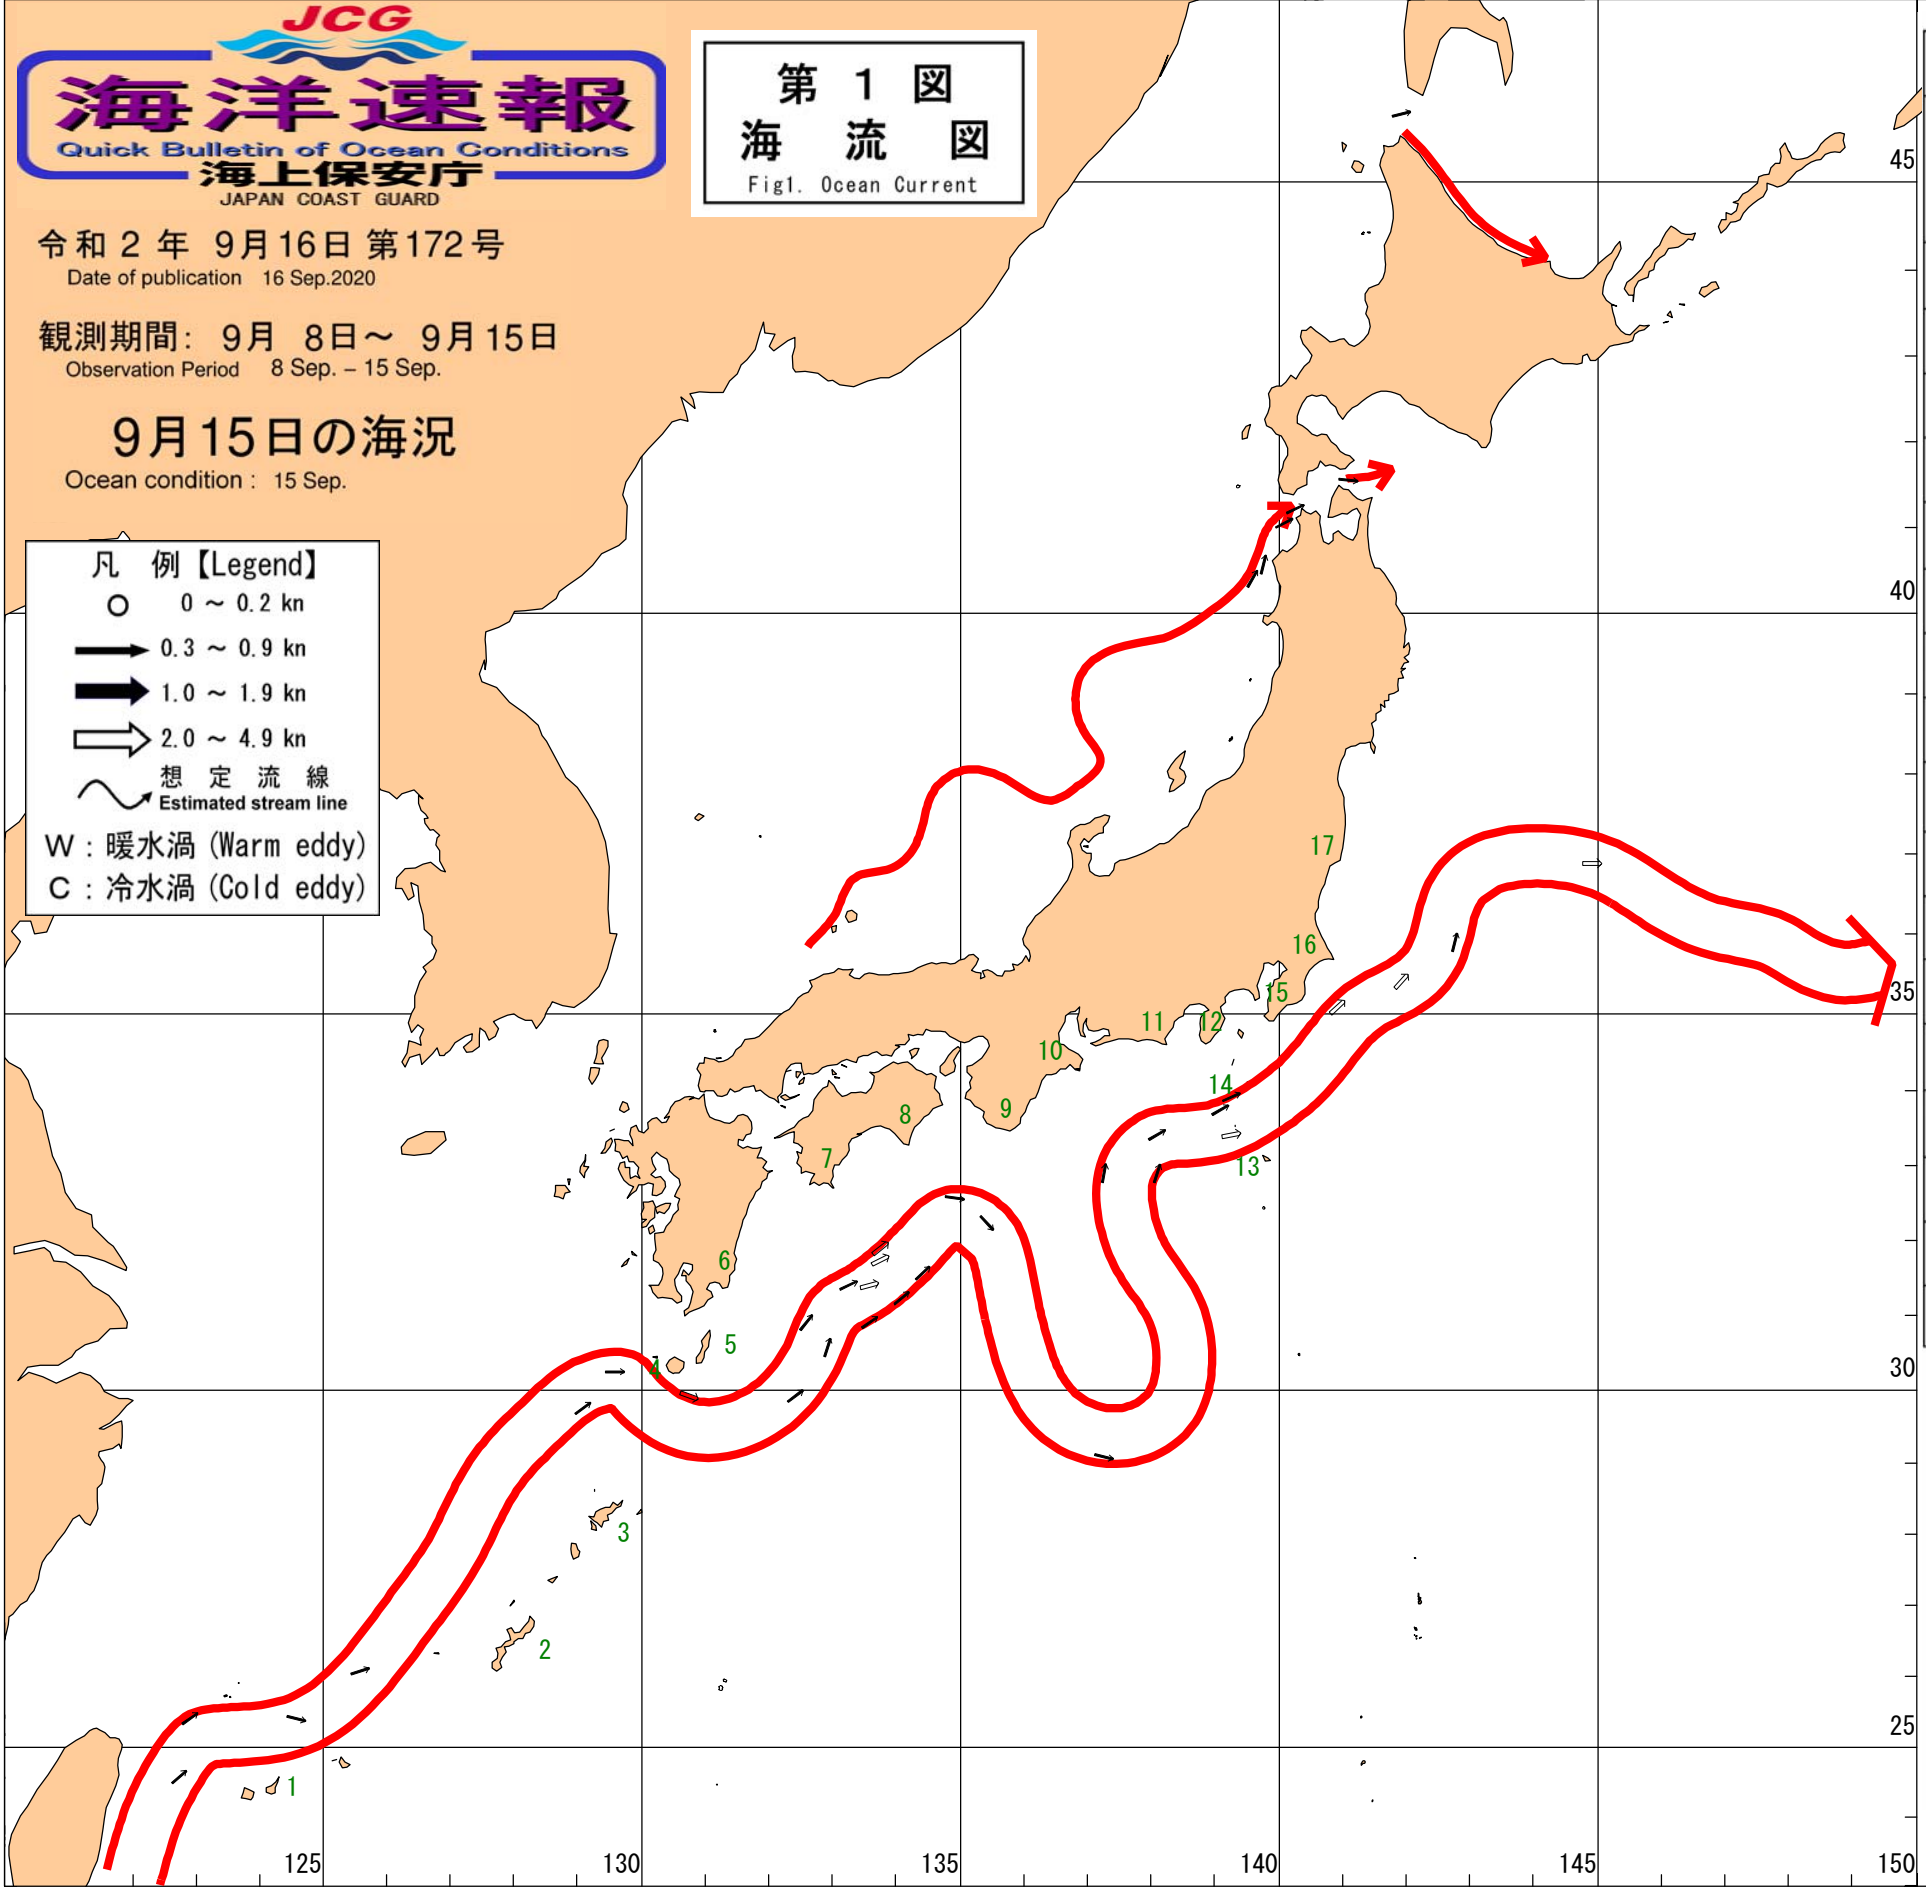 JCG
海洋速報
Quick Bulletin of Ocean Conditions
海上保安庁
JAPAN COAST GUARD
令和 2 年 9月16日 第172号
Date of publication 16 Sep.2020
観測期間: 9月 8日～ 9月15日
Observation Period 8 Sep. – 15 Sep.
9月15日の海況
Ocean condition : 15 Sep.
第 1 図
海 流 図
Fig1. Ocean Current
凡 例【Legend】
0 ～ 0.2 kn
0.3 ～ 0.9 kn
1.0 ～ 1.9 kn
2.0 ～ 4.9 kn
想 定 流 線
Estimated stream line
W : 暖水渦 (Warm eddy)
C : 冷水渦 (Cold eddy)
45
40
35
30
25
17
16
15
14
13
12
11
10
9
8
7
6
5
4
3
2
1
125
130
135
140
145
150